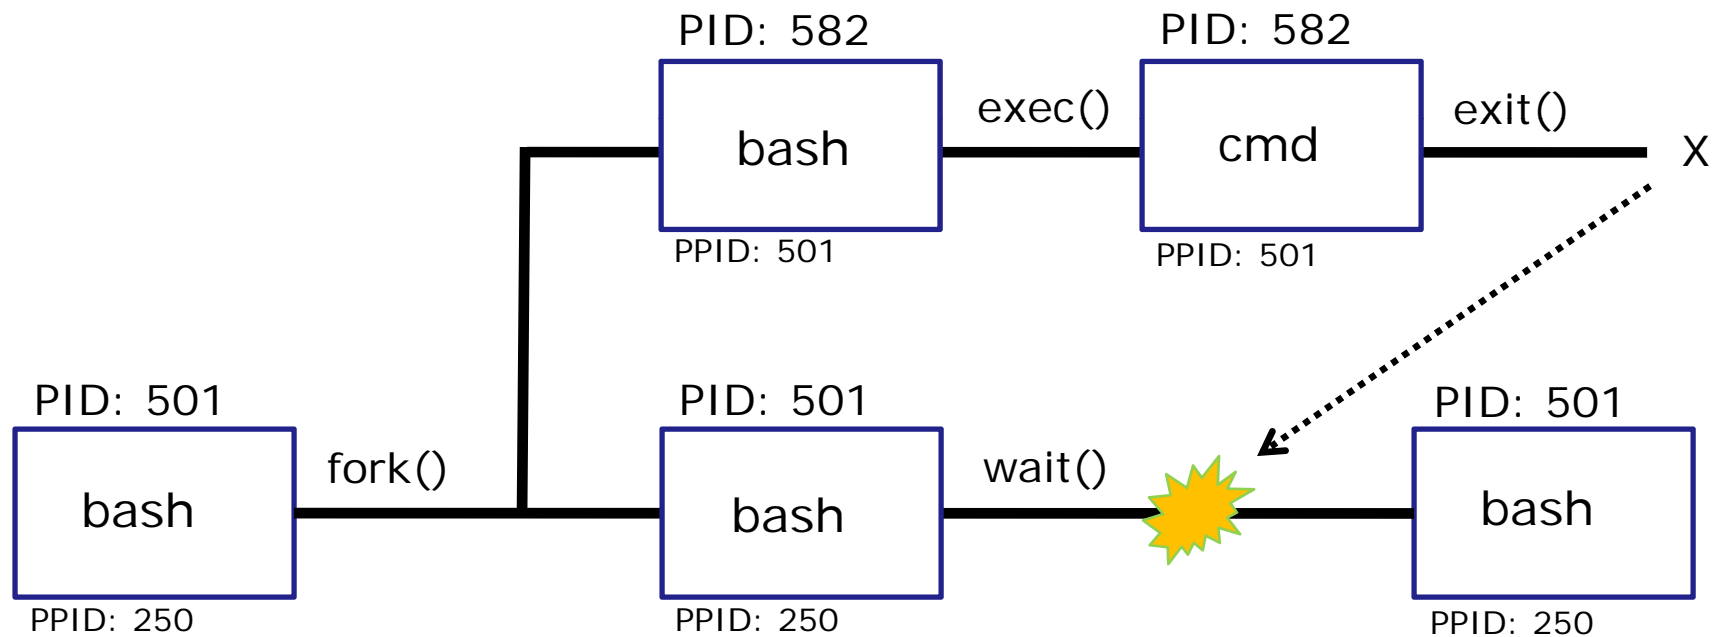 PID: 582
bash
PPID: 501
exec()
PID: 582
cmd
PPID: 501
exit()
X
PID: 501
bash
PPID: 250
fork()
PID: 501
bash
PPID: 250
wait()
PID: 501
bash
PPID: 250